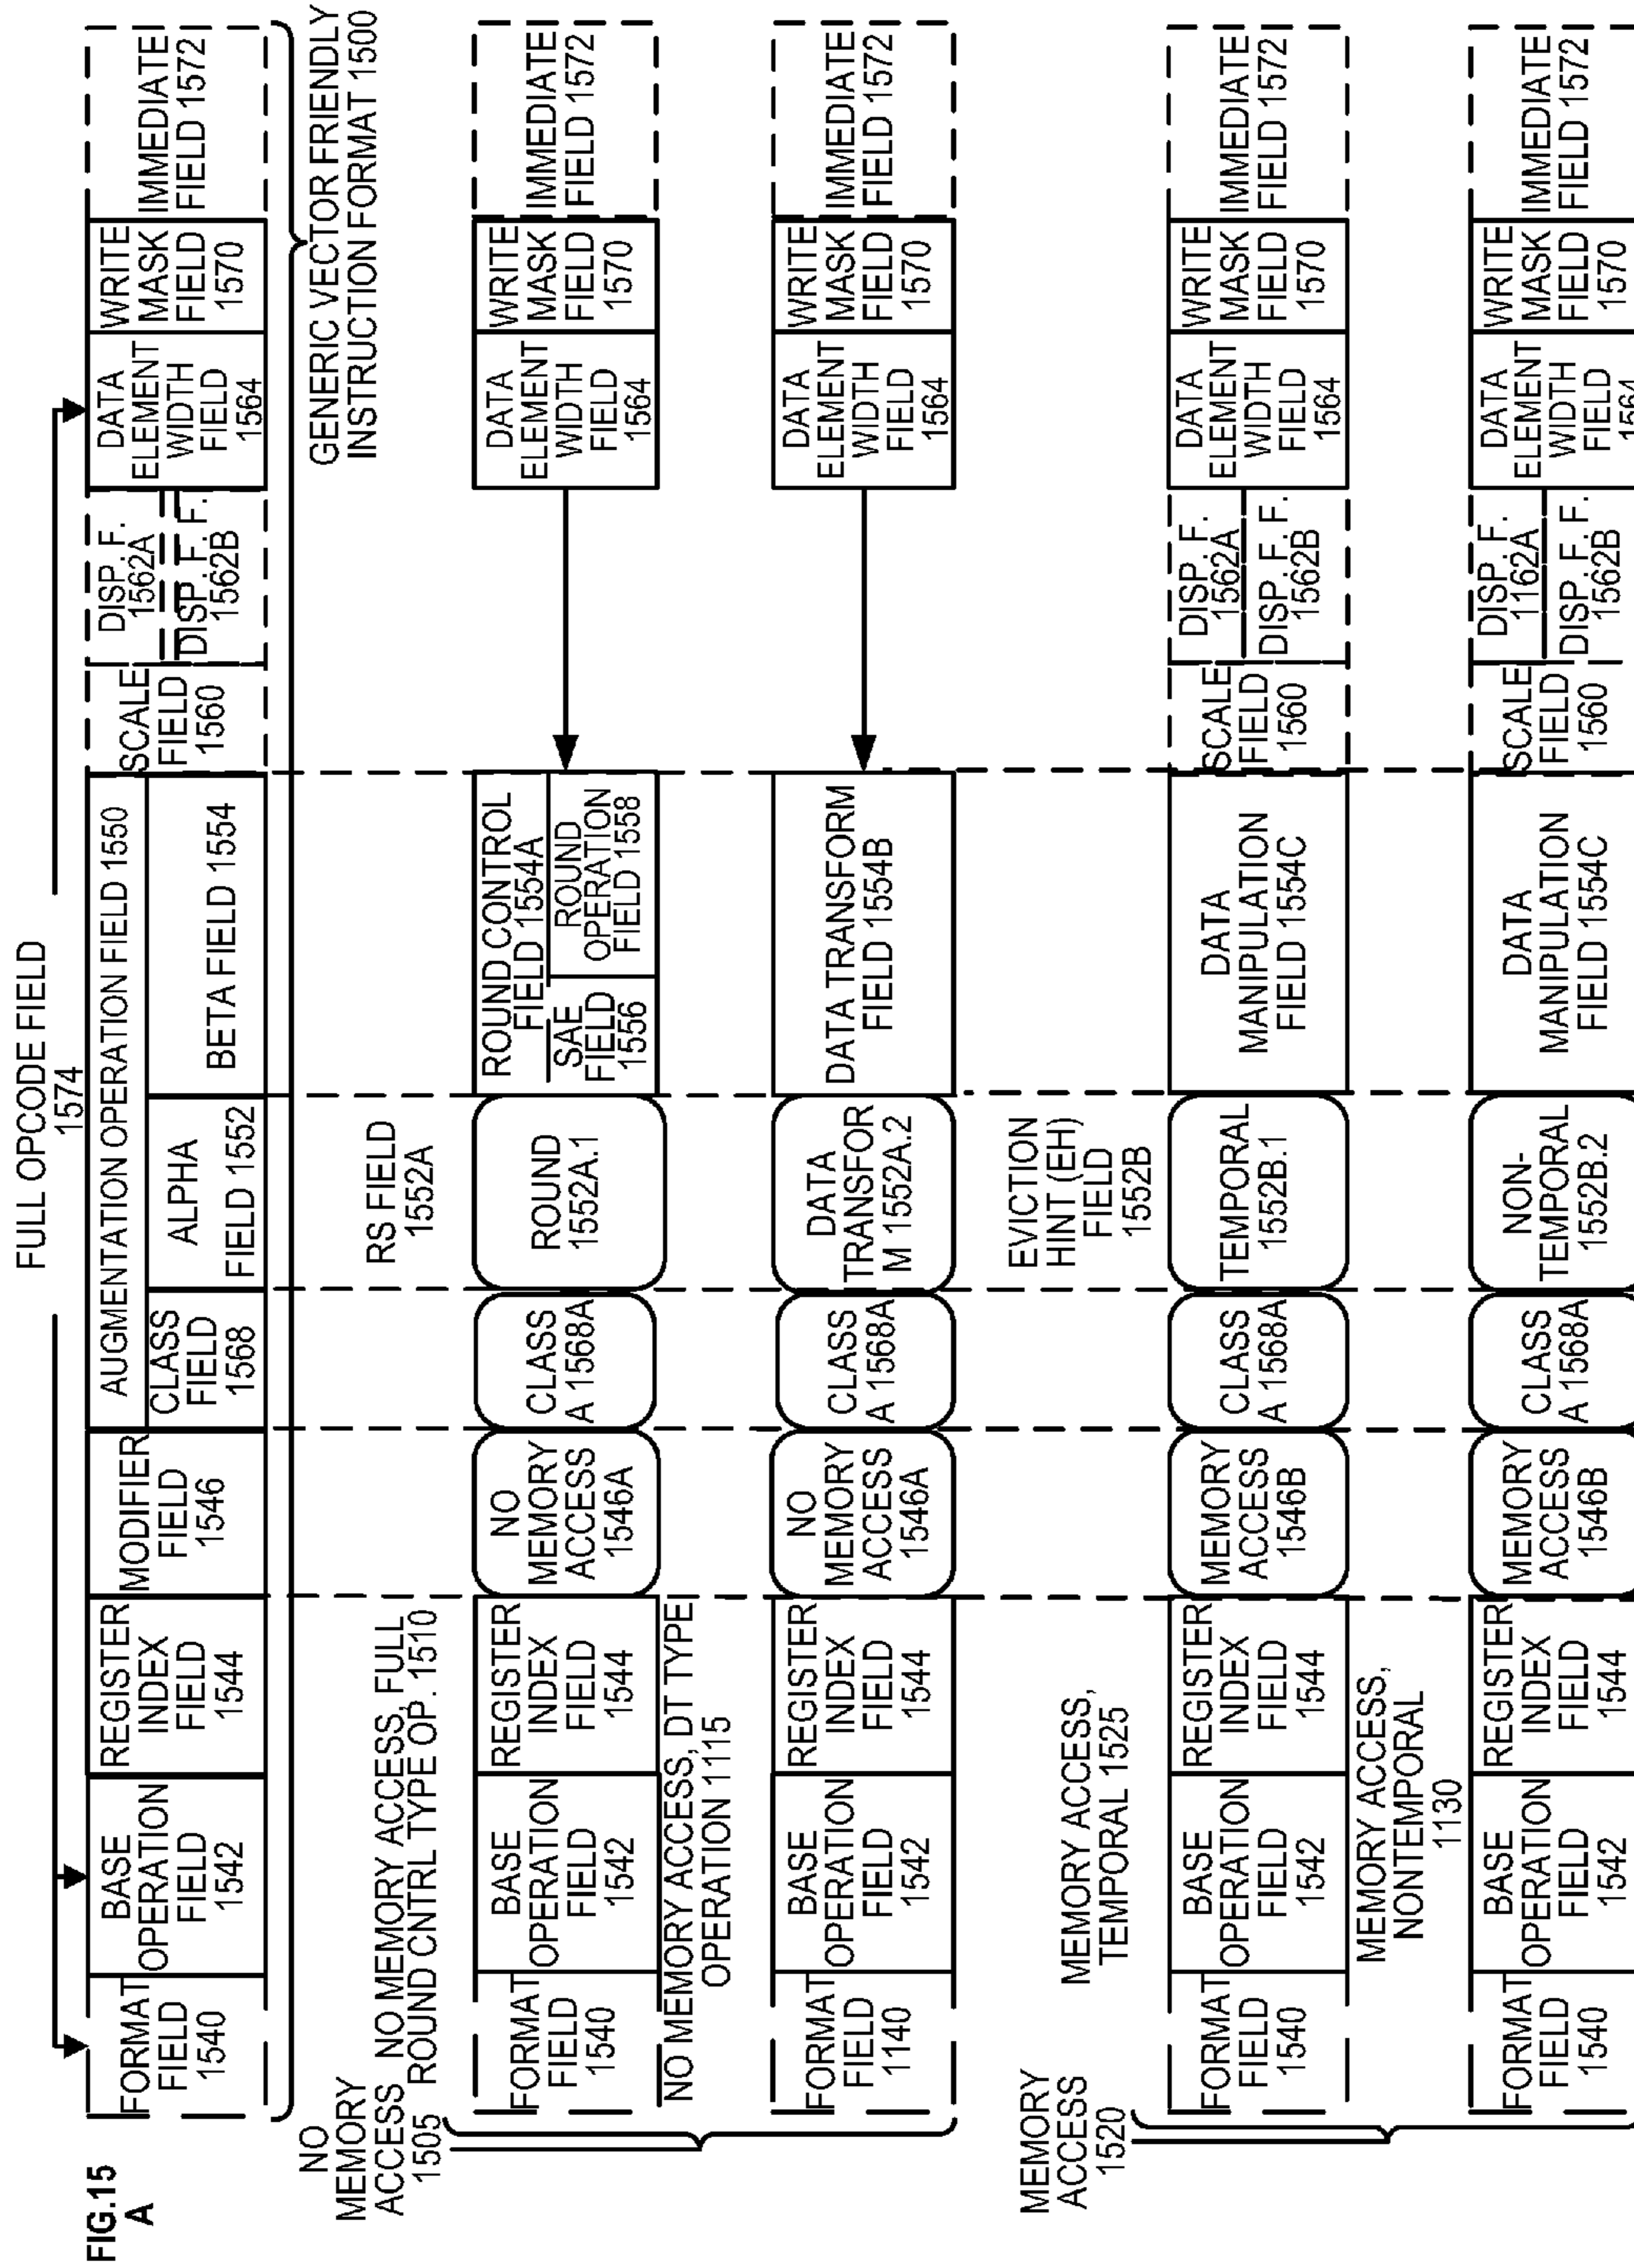 FIG.15
A
FULL OPCODE FIELD
1574
FORMAT
FIELD
1540
BASE
OPERATION
FIELD
1542
REGISTER
INDEX
FIELD
1544
MODIFIER
FIELD
1546
AUGMENTATION OPERATION FIELD 1550
CLASS
FIELD
1568
ALPHA
FIELD 1552
BETA FIELD 1554
SCALE
FIELD
1560
DISP. F.
1562A
DISP. F. F.
1562B
DATA
ELEMENT
WIDTH
FIELD
1564
WRITE
MASK
FIELD
1570
IMMEDIATE
FIELD 1572
GENERIC VECTOR FRIENDLY
INSTRUCTION FORMAT 1500
NO
MEMORY
ACCESS
1505
NO MEMORY ACCESS, FULL
ROUND CNTRL TYPE OP. 1510
RS FIELD
1552A
FORMAT
FIELD
1540
BASE
OPERATION
FIELD
1542
REGISTER
INDEX
FIELD
1544
NO
MEMORY
ACCESS
1546A
CLASS
A 1568A
ROUND
1552A.1
ROUND CONTROL
FIELD 1554A
SAE
FIELD
1556
ROUND
OPERATION
FIELD 1558
DATA
ELEMENT
WIDTH
FIELD
1564
WRITE
MASK
FIELD
1570
IMMEDIATE
FIELD 1572
NO MEMORY ACCESS, DT TYPE
OPERATION 1115
FORMAT
FIELD
1140
BASE
OPERATION
FIELD
1542
REGISTER
INDEX
FIELD
1544
NO
MEMORY
ACCESS
1546A
CLASS
A 1568A
DATA
TRANSFOR
M 1552A.2
DATA TRANSFORM
FIELD 1554B
DATA
ELEMENT
WIDTH
FIELD
1564
WRITE
MASK
FIELD
1570
IMMEDIATE
FIELD 1572
MEMORY
ACCESS
1520
MEMORY ACCESS,
TEMPORAL 1525
EVICTION
HINT (EH)
FIELD
1552B
FORMAT
FIELD
1540
BASE
OPERATION
FIELD
1542
REGISTER
INDEX
FIELD
1544
MEMORY
ACCESS
1546B
CLASS
A 1568A
TEMPORAL
1552B.1
DATA
MANIPULATION
FIELD 1554C
SCALE
FIELD
1560
DISP. F.
1562A
DISP. F. F.
1562B
DATA
ELEMENT
WIDTH
FIELD
1564
WRITE
MASK
FIELD
1570
IMMEDIATE
FIELD 1572
MEMORY ACCESS,
NONTEMPORAL
1130
FORMAT
FIELD
1540
BASE
OPERATION
FIELD
1542
REGISTER
INDEX
FIELD
1544
MEMORY
ACCESS
1546B
CLASS
A 1568A
NON-
TEMPORAL
1552B.2
DATA
MANIPULATION
FIELD 1554C
SCALE
FIELD
1560
DISP. F.
1162A
DISP. F. F.
1562B
DATA
ELEMENT
WIDTH
FIELD
1564
WRITE
MASK
FIELD
1570
IMMEDIATE
FIELD 1572